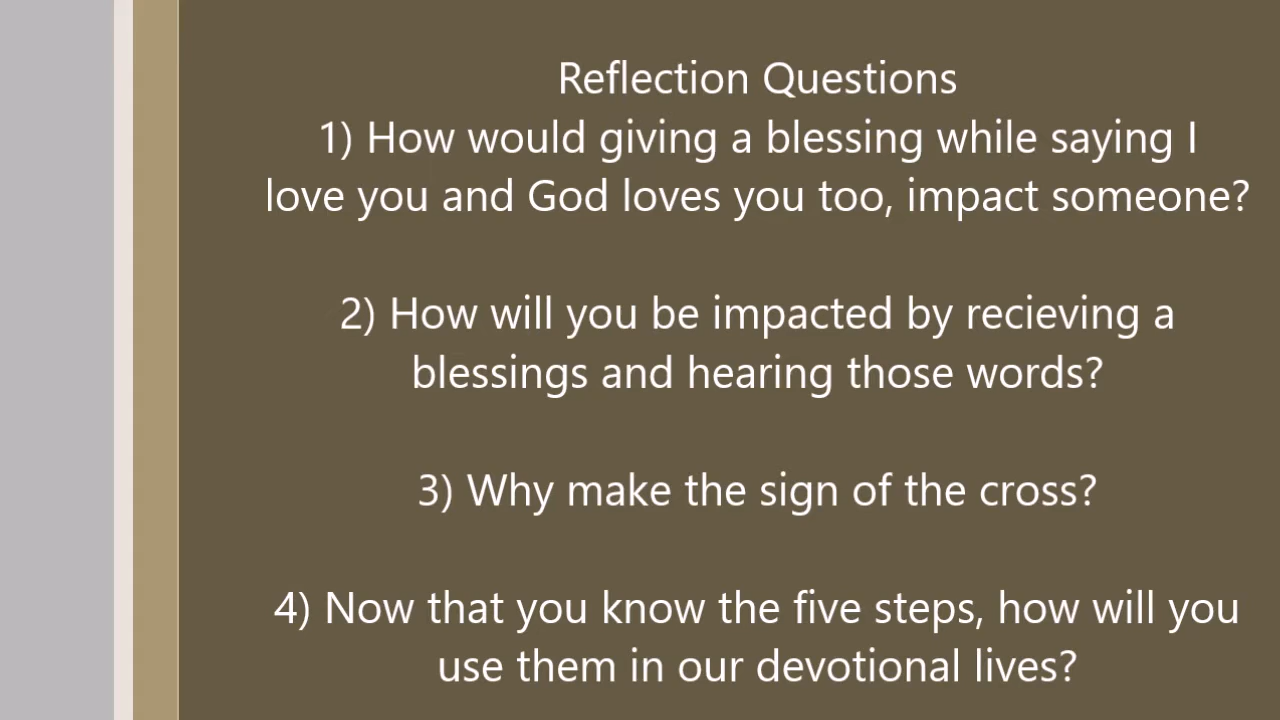 Reflection Questions
1) How would giving a blessing while saying I
love you and God loves you too, impact someone?
2) How will you be impacted by recieving a
blessings and hearing those words?
3) Why make the sign of the cross?
4) Now that you know the five steps, how will you
use them in our devotional lives?